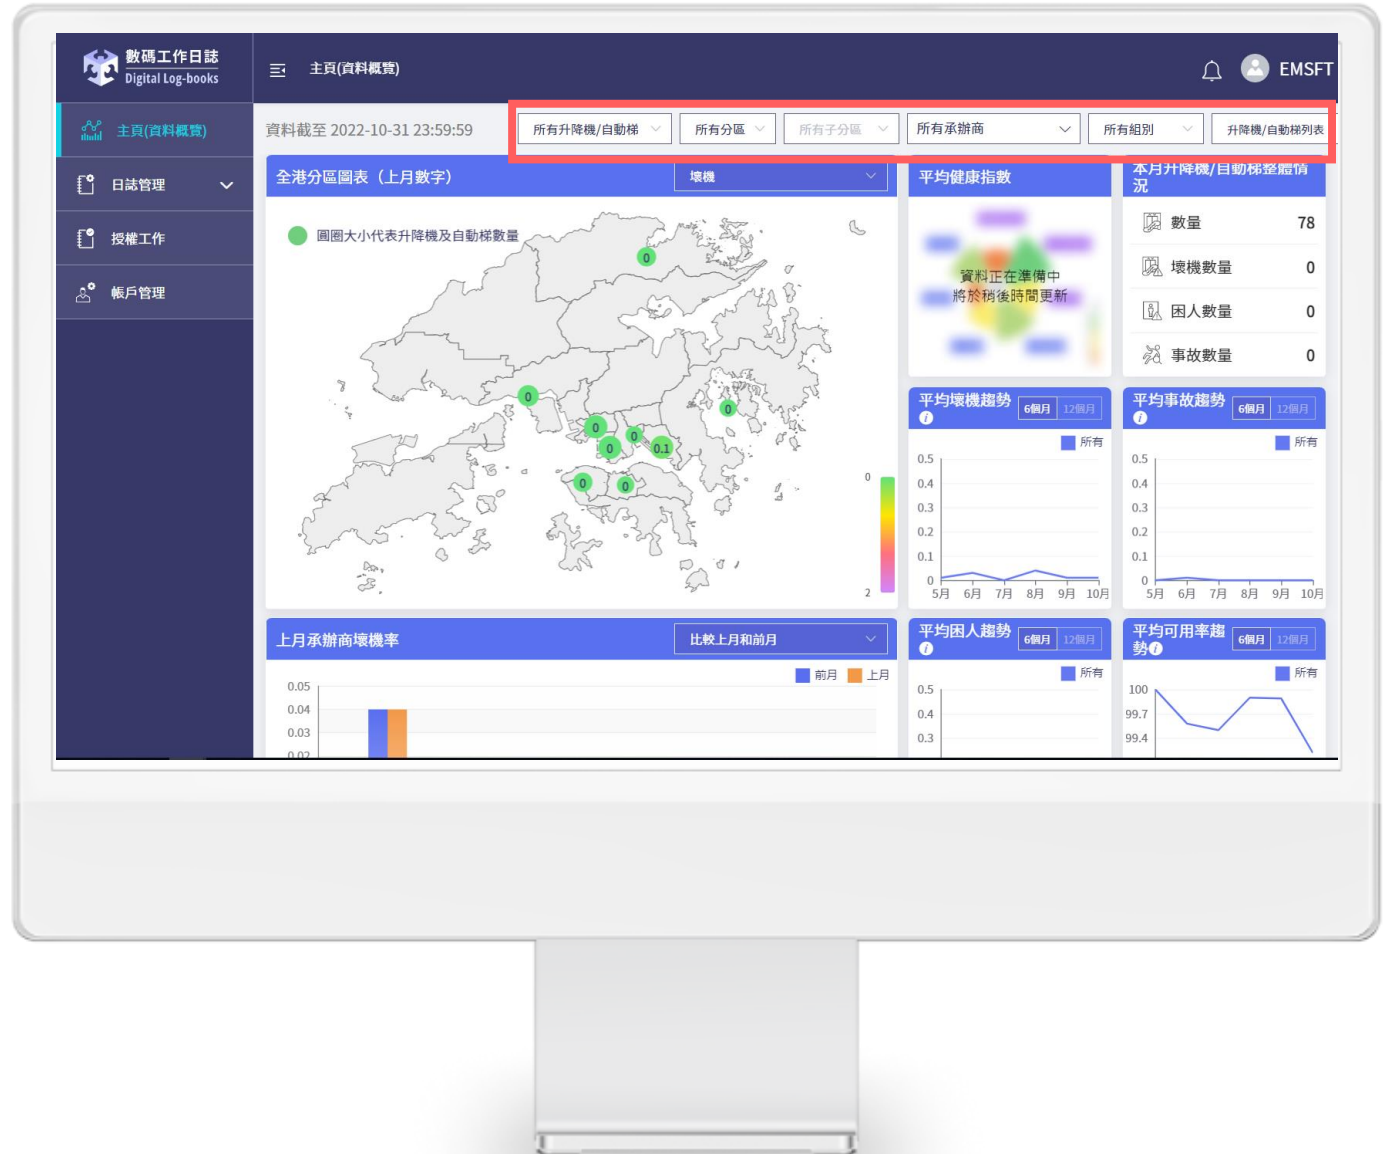 數碼工作日誌
Digital Log-books
主頁(資料概覽)
EMSFT
主頁(資料概覽)
日誌管理
授權工作
帳戶管理
資料截至 2022-10-31 23:59:59
所有升降機/自動梯
所有分區
所有子分區
所有承辦商
所有組別
升降機/自動梯列表
全港分區圖表（上月數字）
壞機
圓圈大小代表升降機及自動梯數量
0
0
0
0
0
0
0.1
0
0
0
2
平均健康指數
資料正在準備中
將於稍後時間更新
本月升降機/自動梯整體情
況
數量 78
壞機數量 0
困人數量 0
事故數量 0
平均壞機趨勢
6個月 12個月
所有
0.5
0.4
0.3
0.2
0.1
0
5月 6月 7月 8月 9月 10月
平均事故趨勢
6個月 12個月
所有
0.5
0.4
0.3
0.2
0.1
0
5月 6月 7月 8月 9月 10月
上月承辦商壞機率
比較上月和前月
前月 上月
0.05
0.04
0.03
0.02
平均困人趨勢
6個月 12個月
所有
0.5
0.4
0.3
平均可用率趨
勢
6個月 12個月
所有
100
99.7
99.4